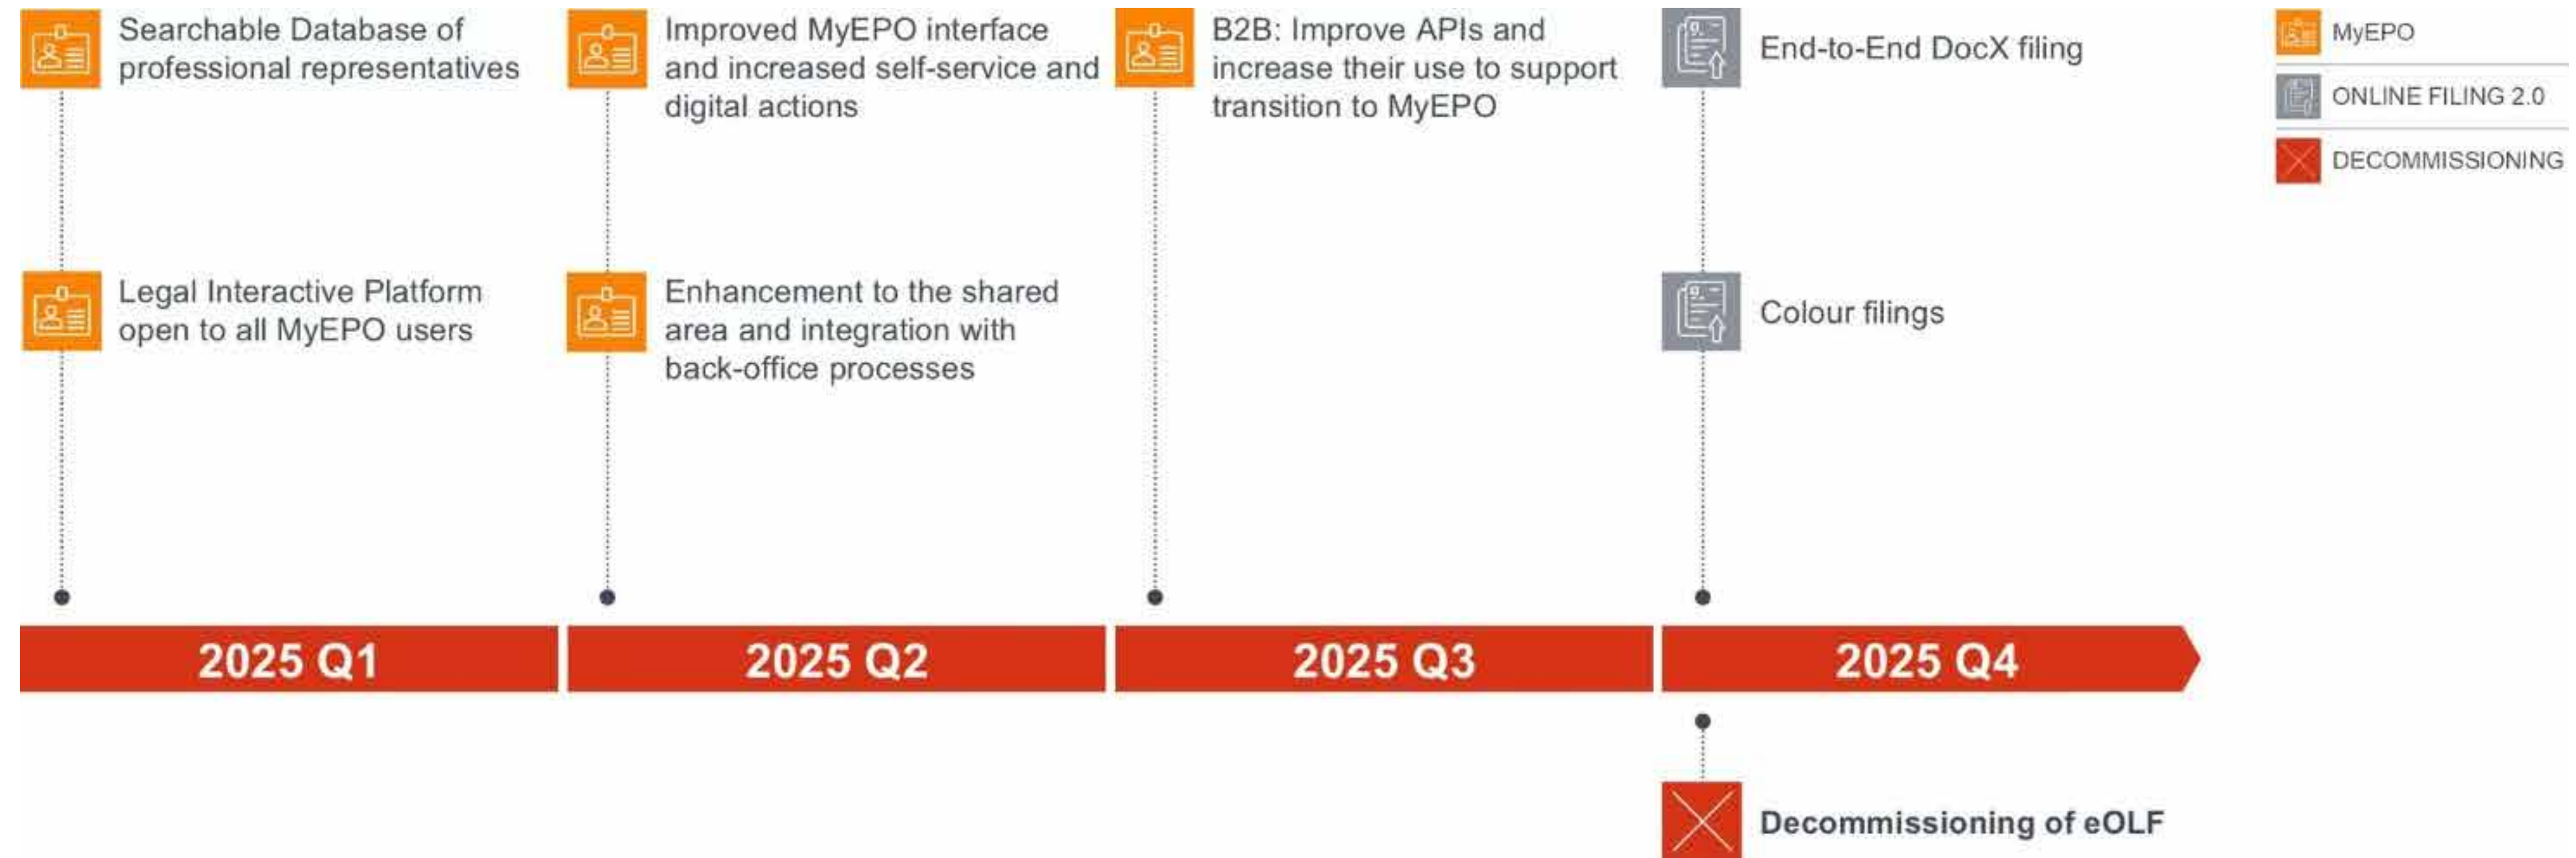 Searchable Database of
professional representatives
Legal Interactive Platform
open to all MyEPO users
Improved MyEPO interface
and increased self-service and
digital actions
Enhancement to the shared
area and integration with
back-office processes
B2B: Improve APIs and
increase their use to support
transition to MyEPO
End-to-End DocX filing
Colour filings
MyEPO
ONLINE FILING 2.0
DECOMMISSIONING
2025 Q1
2025 Q2
2025 Q3
2025 Q4
Decommissioning of eOLF